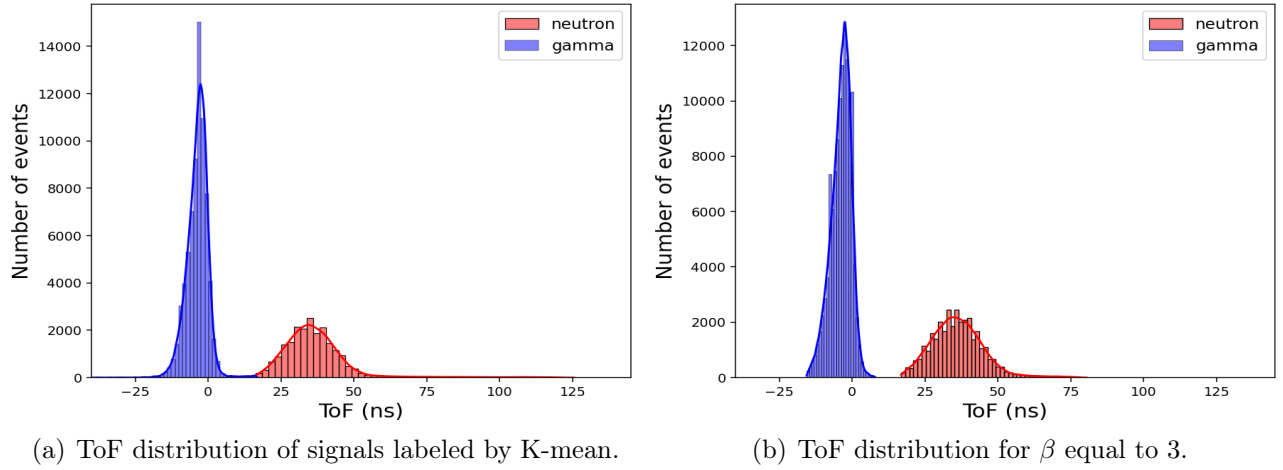 neutron
gamma
14000
12000
10000
8000
6000
4000
2000
0
Number of events
−25
0
25
50
75
100
125
ToF (ns)
(a) ToF distribution of signals labeled by K-mean.
neutron
gamma
12000
10000
8000
6000
4000
2000
0
Number of events
−25
0
25
50
75
100
125
ToF (ns)
(b) ToF distribution for β equal to 3.